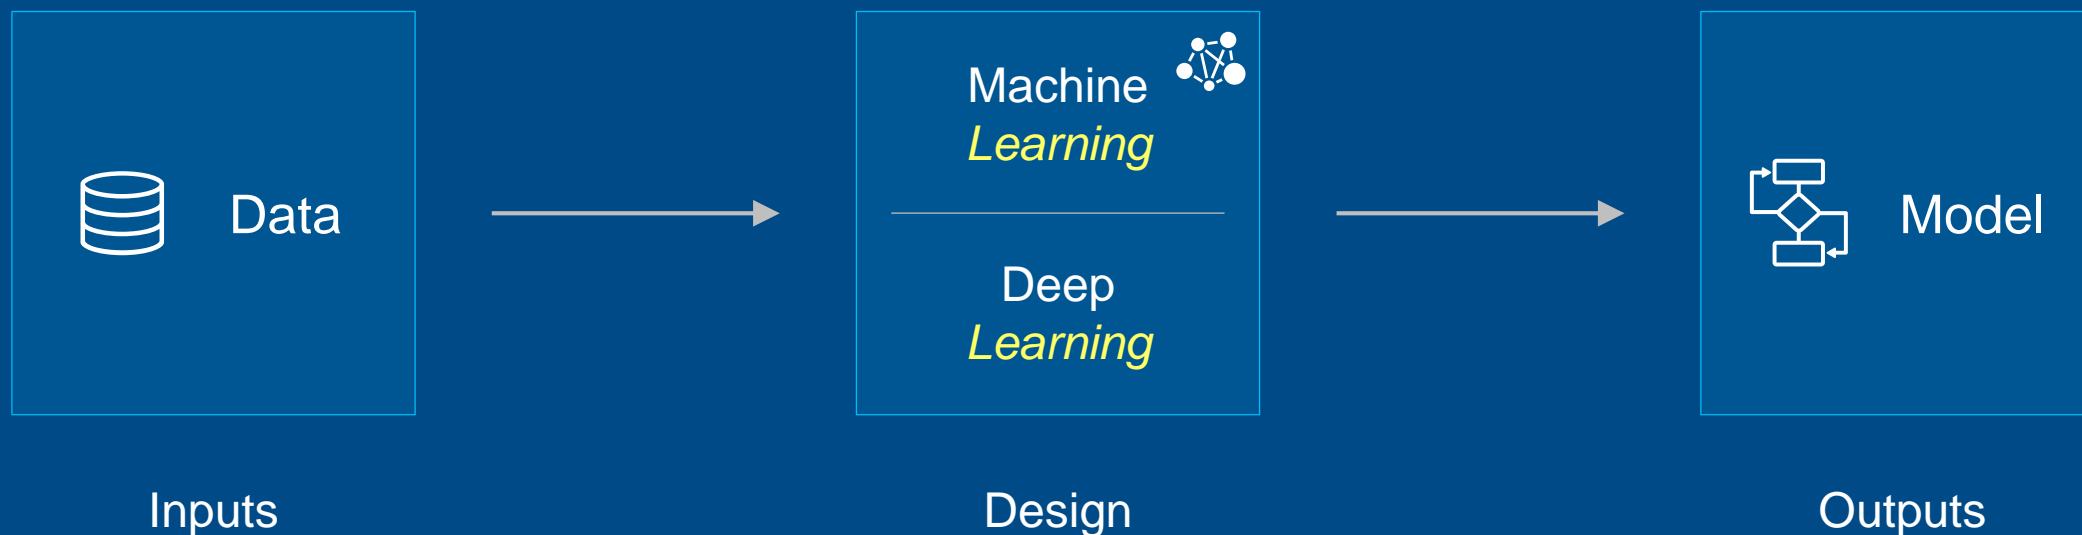 Data
Machine
Learning
Deep
Learning
Model
Inputs
Design
Outputs